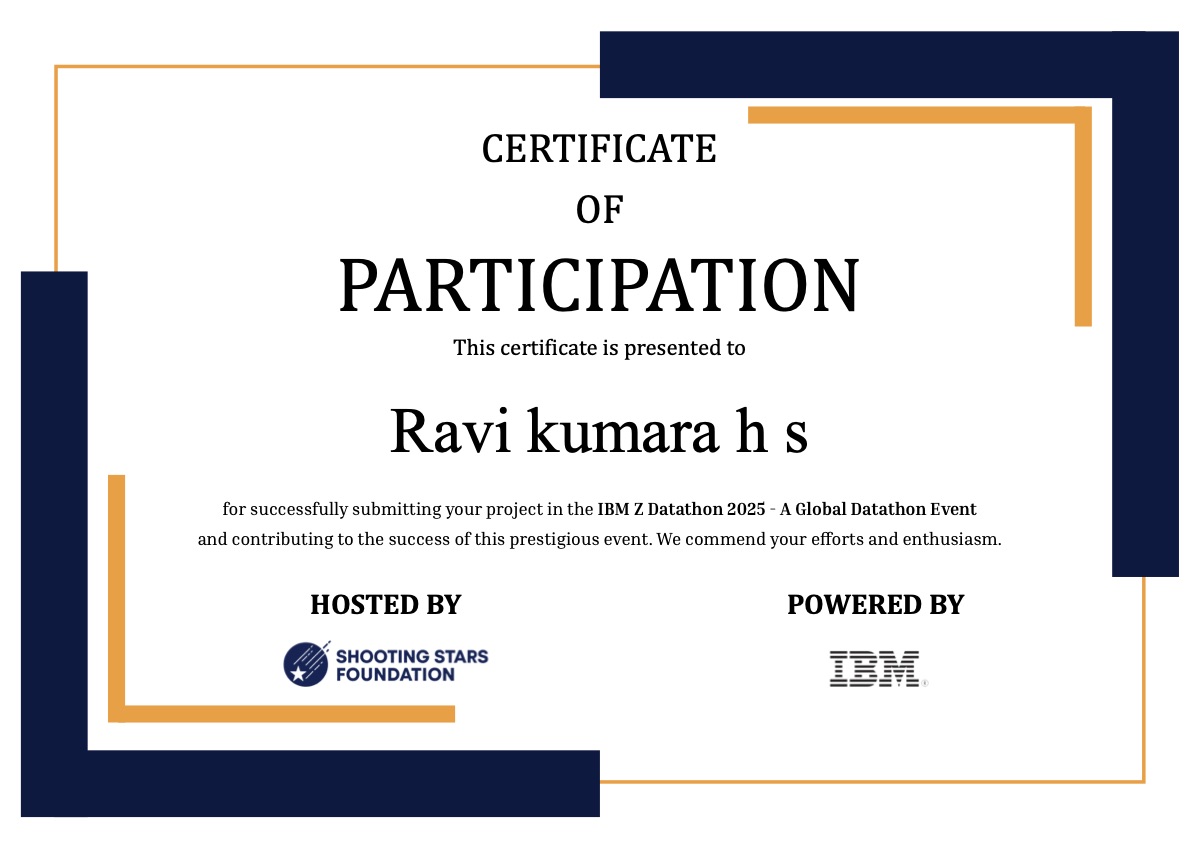 CERTIFICATE
OF
PARTICIPATION
This certificate is presented to
Ravi kumara h s
for successfully submitting your project in the IBM Z Datathon 2025 - A Global Datathon Event
and contributing to the success of this prestigious event. We commend your efforts and enthusiasm.
HOSTED BY
SHOOTING STARS
FOUNDATION
POWERED BY
IBM®